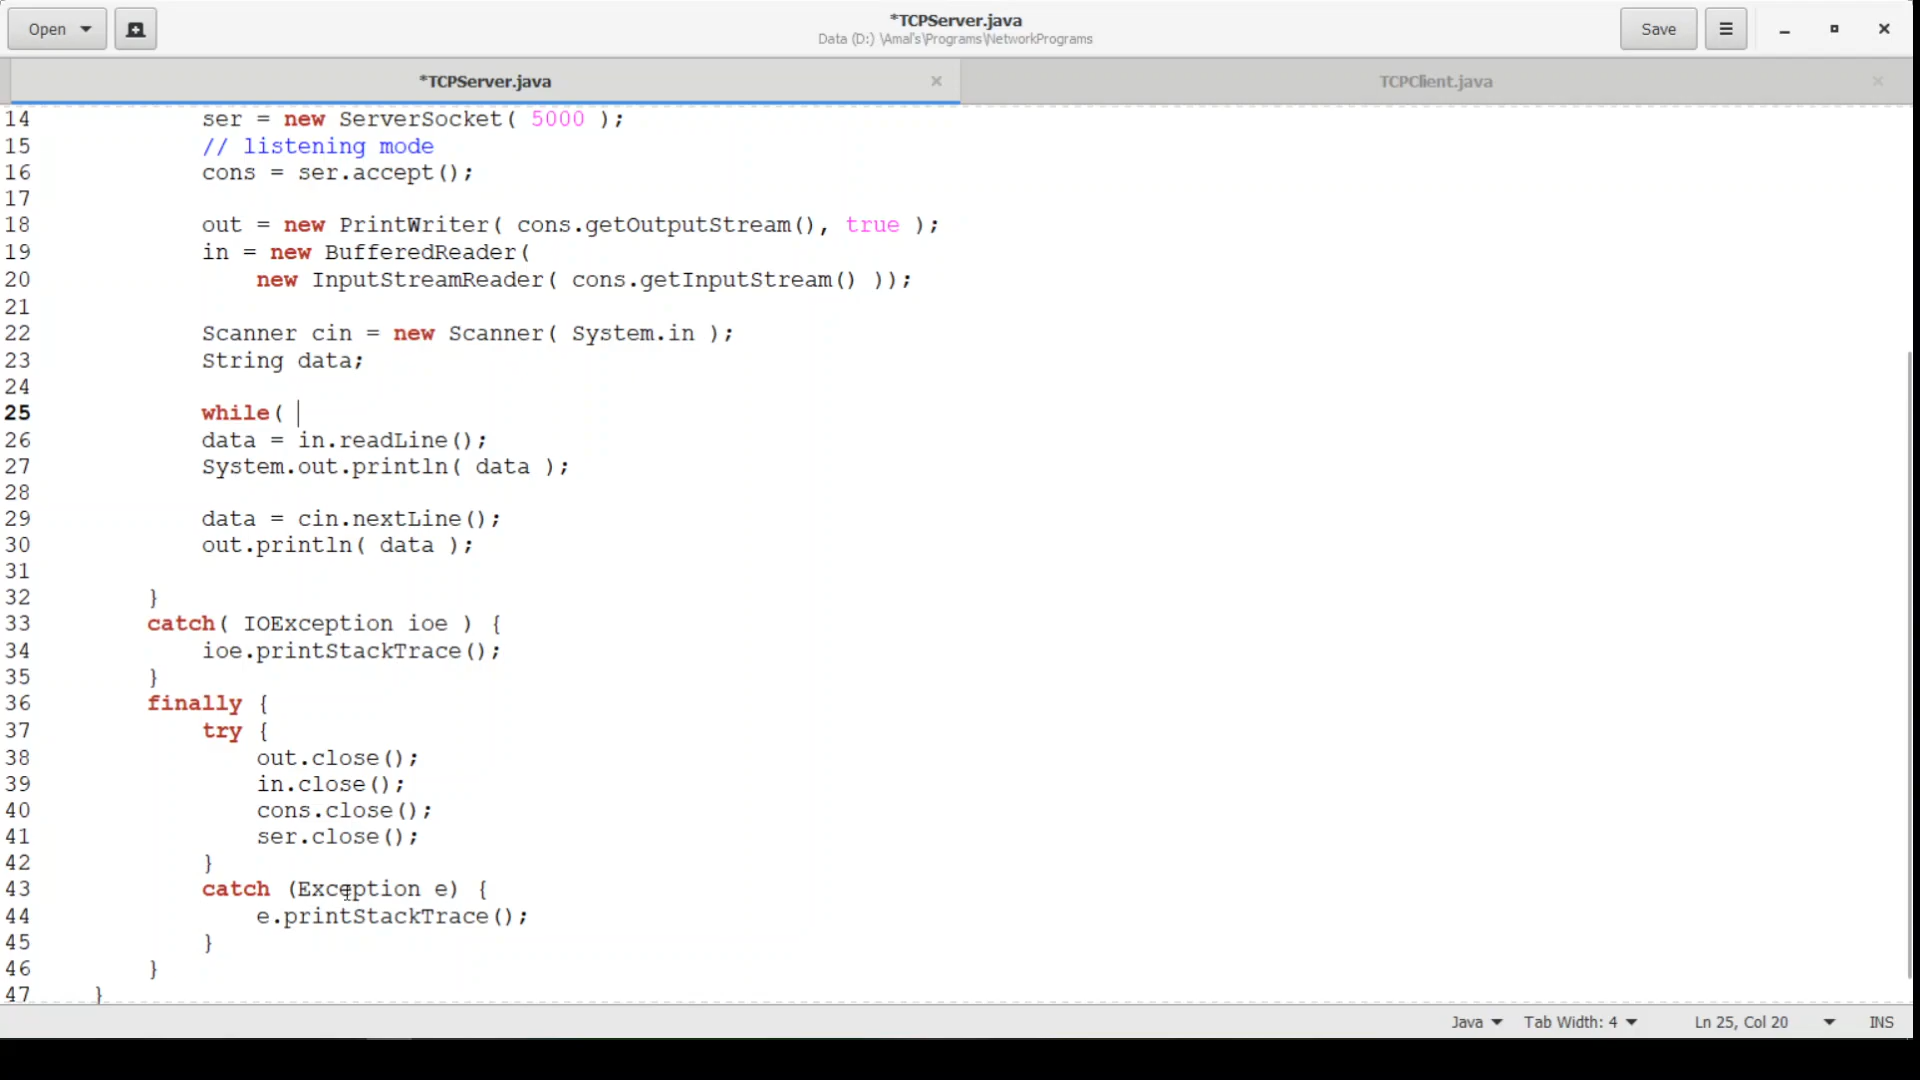 Open
*TCPServer.java
Data (D:) \Amal's\Programs\NetworkPrograms
Save
*TCPServer.java
TCPClient.java
14 ser = new ServerSocket( 5000 );
15 // listening mode
16 cons = ser.accept();
17
18 out = new PrintWriter( cons.getOutputStream(), true );
19 in = new BufferedReader(
20 new InputStreamReader( cons.getInputStream() ));
21
22 Scanner cin = new Scanner( System.in );
23 String data;
24
25 while(
26 data = in.readLine();
27 System.out.println( data );
28
29 data = cin.nextLine();
30 out.println( data );
31
32 }
33 catch( IOException ioe ) {
34 ioe.printStackTrace();
35 }
36 finally {
37 try {
38 out.close();
39 in.close();
40 cons.close();
41 ser.close();
42 }
43 catch (Exception e) {
44 e.printStackTrace();
45 }
46 }
47 }
Java Tab Width: 4 Ln 25, Col 20 INS